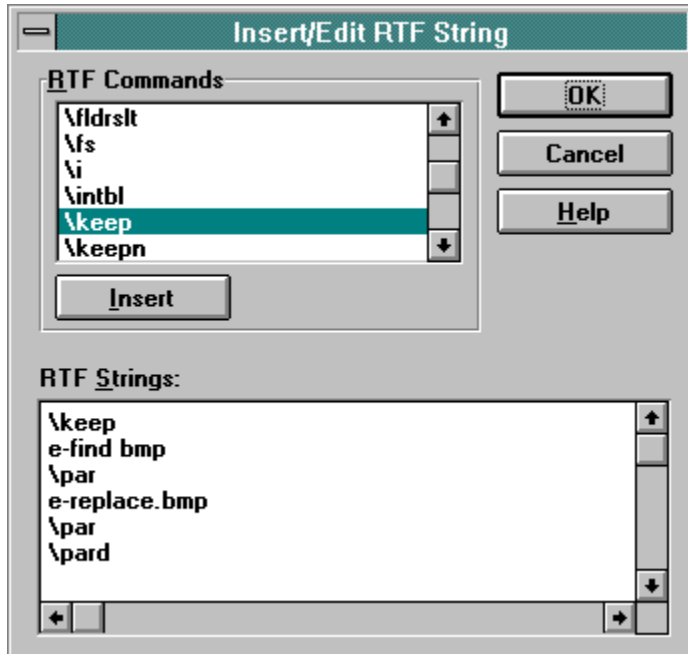 Insert/Edit RTF String
RTF Commands
\fldrslt
\fs
\i
\intbl
\keep
\keepn
Insert
OK
Cancel
Help
RTF Strings:
\keep
e-find bmp
\par
e-replace.bmp
\par
\pard